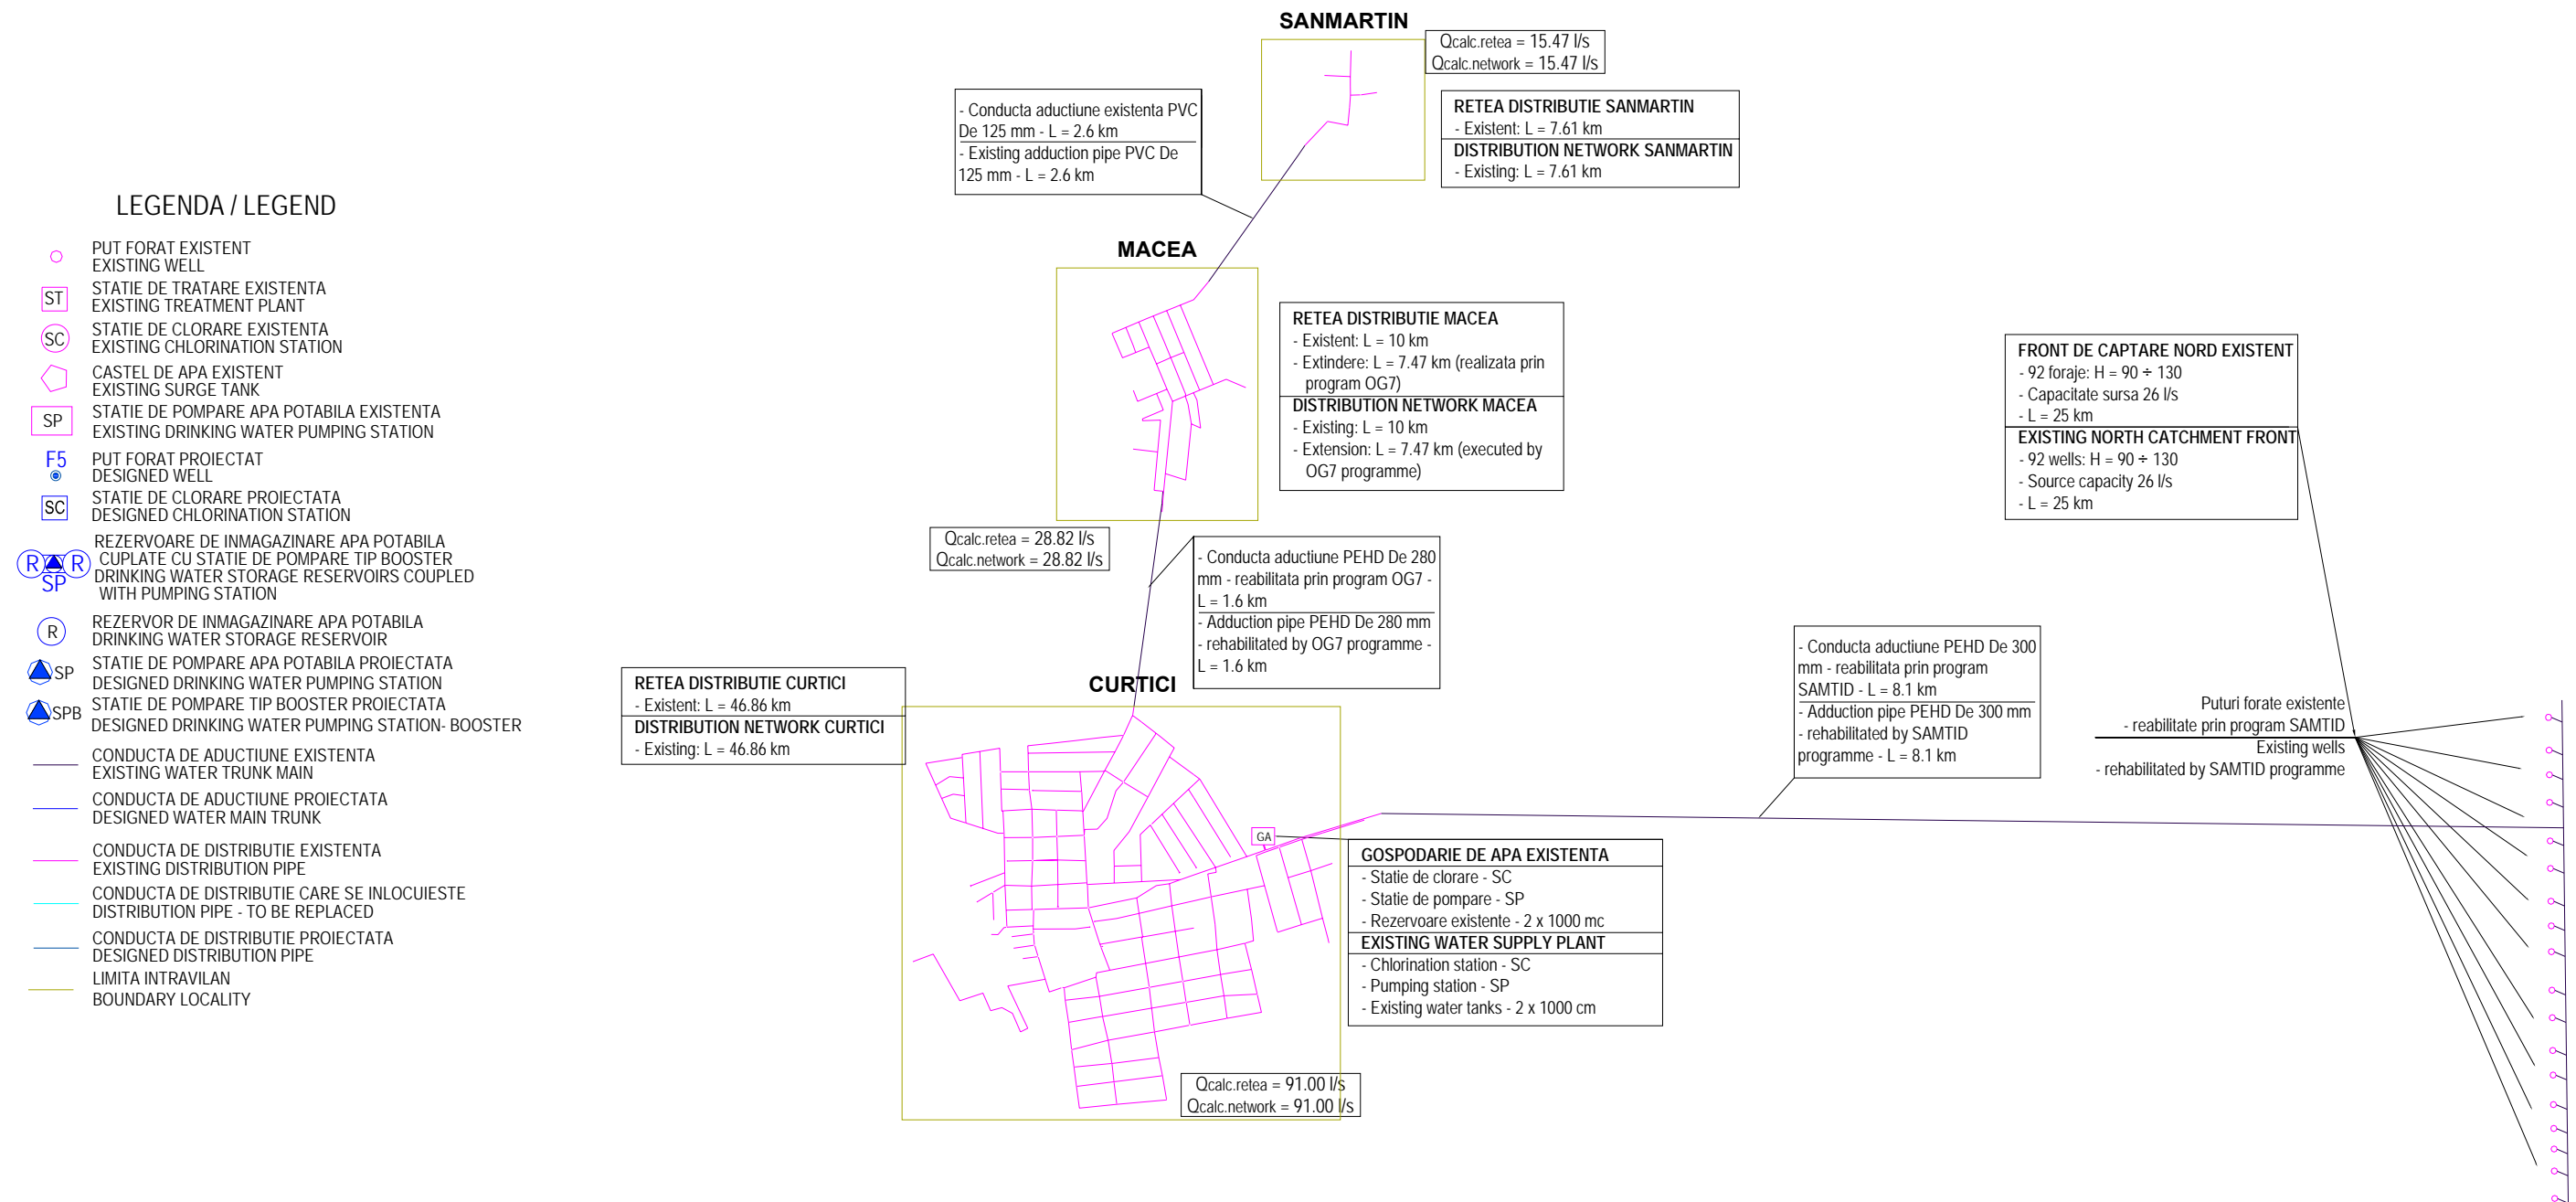 SANMARTIN
Qcalc.retea = 15.47 l/s
Qcalc.network = 15.47 l/s
- Conducta aductiune existenta PVC
De 125 mm - L = 2.6 km
- Existing adduction pipe PVC De
125 mm - L = 2.6 km
RETEA DISTRIBUTIE SANMARTIN
- Existent: L = 7.61 km
DISTRIBUTION NETWORK SANMARTIN
- Existing: L = 7.61 km
LEGENDA / LEGEND
PUT FORAT EXISTENT
EXISTING WELL
ST
STATIE DE TRATARE EXISTENTA
EXISTING TREATMENT PLANT
SC
STATIE DE CLORARE EXISTENTA
EXISTING CHLORINATION STATION
CASTEL DE APA EXISTENT
EXISTING SURGE TANK
SP
STATIE DE POMPARE APA POTABILA EXISTENTA
EXISTING DRINKING WATER PUMPING STATION
F5
PUT FORAT PROIECTAT
DESIGNED WELL
SC
STATIE DE CLORARE PROIECTATA
DESIGNED CHLORINATION STATION
R R
SP
REZERVOARE DE INMAGAZINARE APA POTABILA
CUPLATE CU STATIE DE POMPARE TIP BOOSTER
DRINKING WATER STORAGE RESERVOIRS COUPLED
WITH PUMPING STATION
R
REZERVOR DE INMAGAZINARE APA POTABILA
DRINKING WATER STORAGE RESERVOIR
SP
STATIE DE POMPARE APA POTABILA PROIECTATA
DESIGNED DRINKING WATER PUMPING STATION
SPB
STATIE DE POMPARE TIP BOOSTER PROIECTATA
DESIGNED DRINKING WATER PUMPING STATION- BOOSTER
CONDUCTA DE ADUCTIUNE EXISTENTA
EXISTING WATER TRUNK MAIN
CONDUCTA DE ADUCTIUNE PROIECTATA
DESIGNED WATER MAIN TRUNK
CONDUCTA DE DISTRIBUTIE EXISTENTA
EXISTING DISTRIBUTION PIPE
CONDUCTA DE DISTRIBUTIE CARE SE INLOCUIESTE
DISTRIBUTION PIPE - TO BE REPLACED
CONDUCTA DE DISTRIBUTIE PROIECTATA
DESIGNED DISTRIBUTION PIPE
LIMITA INTRAVILAN
BOUNDARY LOCALITY
MACEA
RETEA DISTRIBUTIE MACEA
- Existent: L = 10 km
- Extindere: L = 7.47 km (realizata prin
program OG7)
DISTRIBUTION NETWORK MACEA
- Existing: L = 10 km
- Extension: L = 7.47 km (executed by
OG7 programme)
Qcalc.retea = 28.82 l/s
Qcalc.network = 28.82 l/s
- Conducta aductiune PEHD De 280
mm - reabilitata prin program OG7 -
L = 1.6 km
- Adduction pipe PEHD De 280 mm
- rehabilitated by OG7 programme -
L = 1.6 km
FRONT DE CAPTARE NORD EXISTENT
- 92 foraje: H = 90 ÷ 130
- Capacitate sursa 26 l/s
- L = 25 km
EXISTING NORTH CATCHMENT FRONT
- 92 wells: H = 90 ÷ 130
- Source capacity 26 l/s
- L = 25 km
CURTICI
RETEA DISTRIBUTIE CURTICI
- Existent: L = 46.86 km
DISTRIBUTION NETWORK CURTICI
- Existing: L = 46.86 km
- Conducta aductiune PEHD De 300
mm - reabilitata prin program
SAMTID - L = 8.1 km
- Adduction pipe PEHD De 300 mm
- rehabilitated by SAMTID
programme - L = 8.1 km
Puturi forate existente
- reabilitate prin program SAMTID
Existing wells
- rehabilitated by SAMTID programme
GA
GOSPODARIE DE APA EXISTENTA
- Statie de clorare - SC
- Statie de pompare - SP
- Rezervoare existente - 2 x 1000 mc
EXISTING WATER SUPPLY PLANT
- Chlorination station - SC
- Pumping station - SP
- Existing water tanks - 2 x 1000 cm
Qcalc.retea = 91.00 l/s
Qcalc.network = 91.00 l/s